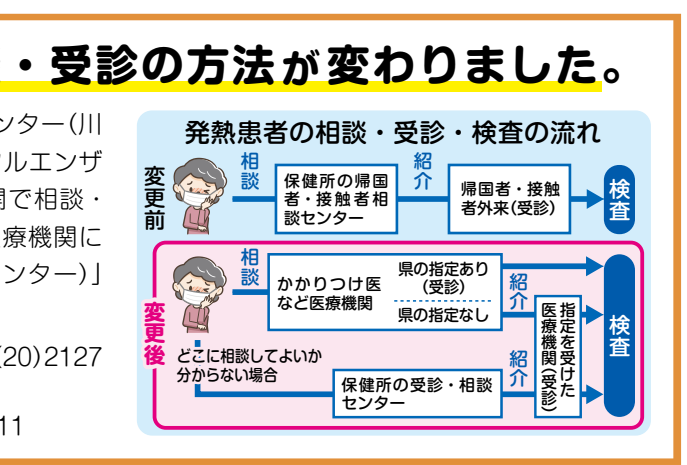 ・受診の方法が変わりました。
ンター(川
ルエンザ
関で相談・
療機関に
ンター)」
(20)2127
11
発熱患者の相談・受診・検査の流れ
変更前
相談
保健所の帰国
者・接触者相
談センター
紹介
帰国者・接触
者外来(受診)
検査
変更後
相談
かかりつけ医
など医療機関
県の指定あり
(受診)
県の指定なし
紹介
どこに相談してよいか
分からない場合
保健所の受診・相談
センター
紹介
指定を受けた
医療機関(受診)
検査